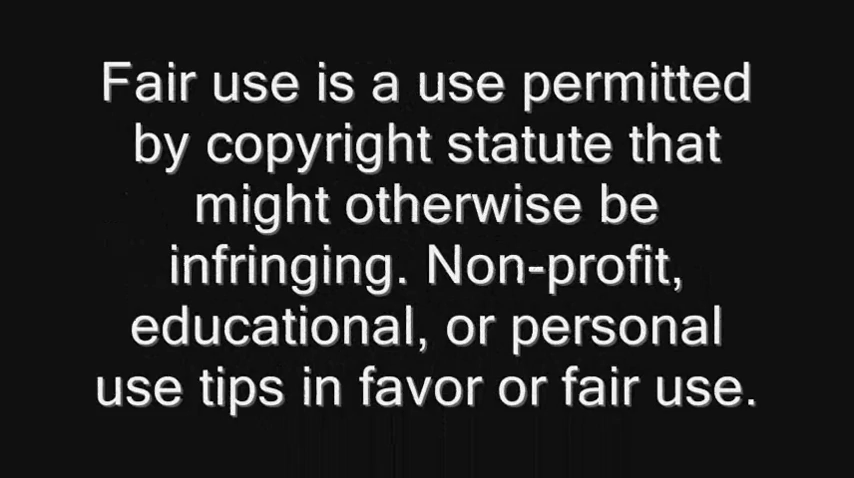 Fair use is a use permitted
by copyright statute that
might otherwise be
infringing. Non-profit,
educational, or personal
use tips in favor or fair use.